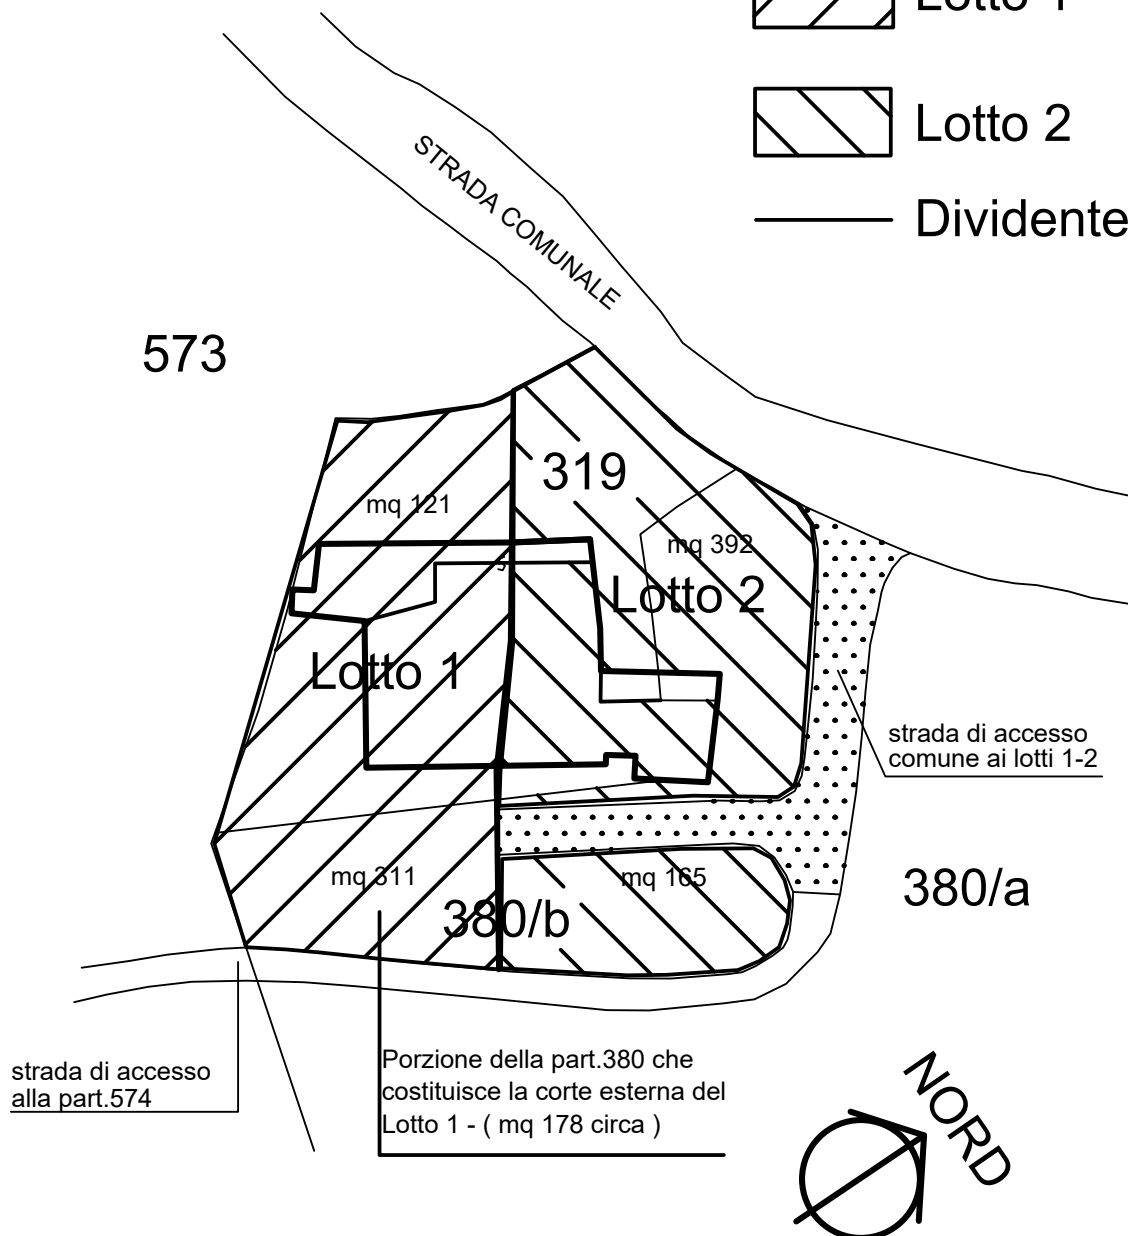 Lotto 1
Lotto 2
Dividente
STRADA COMUNALE
573
319
mq 121
mq 392
Lotto 2
Lotto 1
strada di accesso
comune ai lotti 1-2
mq 311
mq 165
380/a
380/b
strada di accesso
alla part.574
Porzione della part.380 che
costituisce la corte esterna del
Lotto 1 - ( mq 178 circa )
NORD